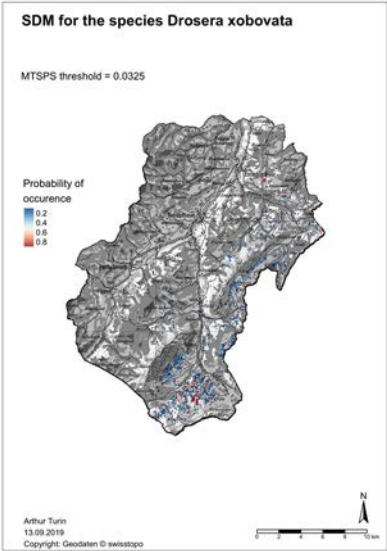 SDM for the species Drosera xobovata
MTSPS threshold = 0.0325
Probability of
occurence
0.2
0.4
0.6
0.8
Arthur Turin
13.09.2019
Copyright: Geodaten © swisstopo
N
0 2 4 6 8 10 km